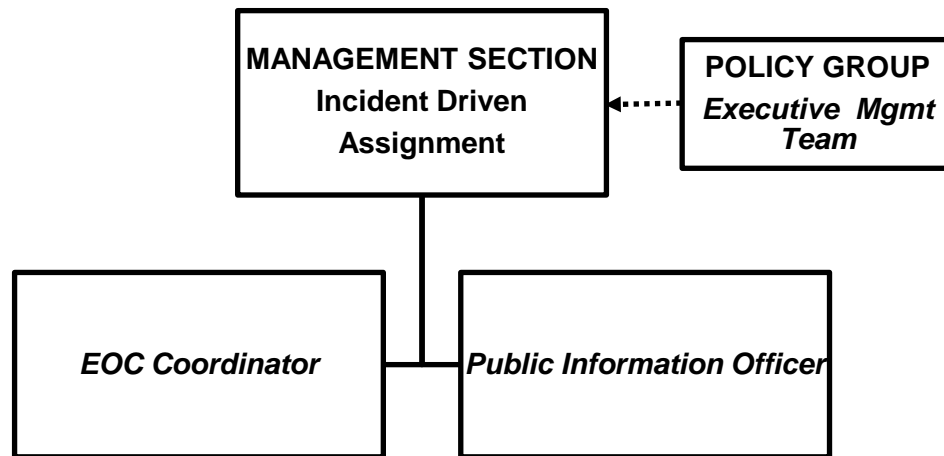 MANAGEMENT SECTION
Incident Driven
Assignment
POLICY GROUP
Executive Mgmt
Team
EOC Coordinator
Public Information Officer